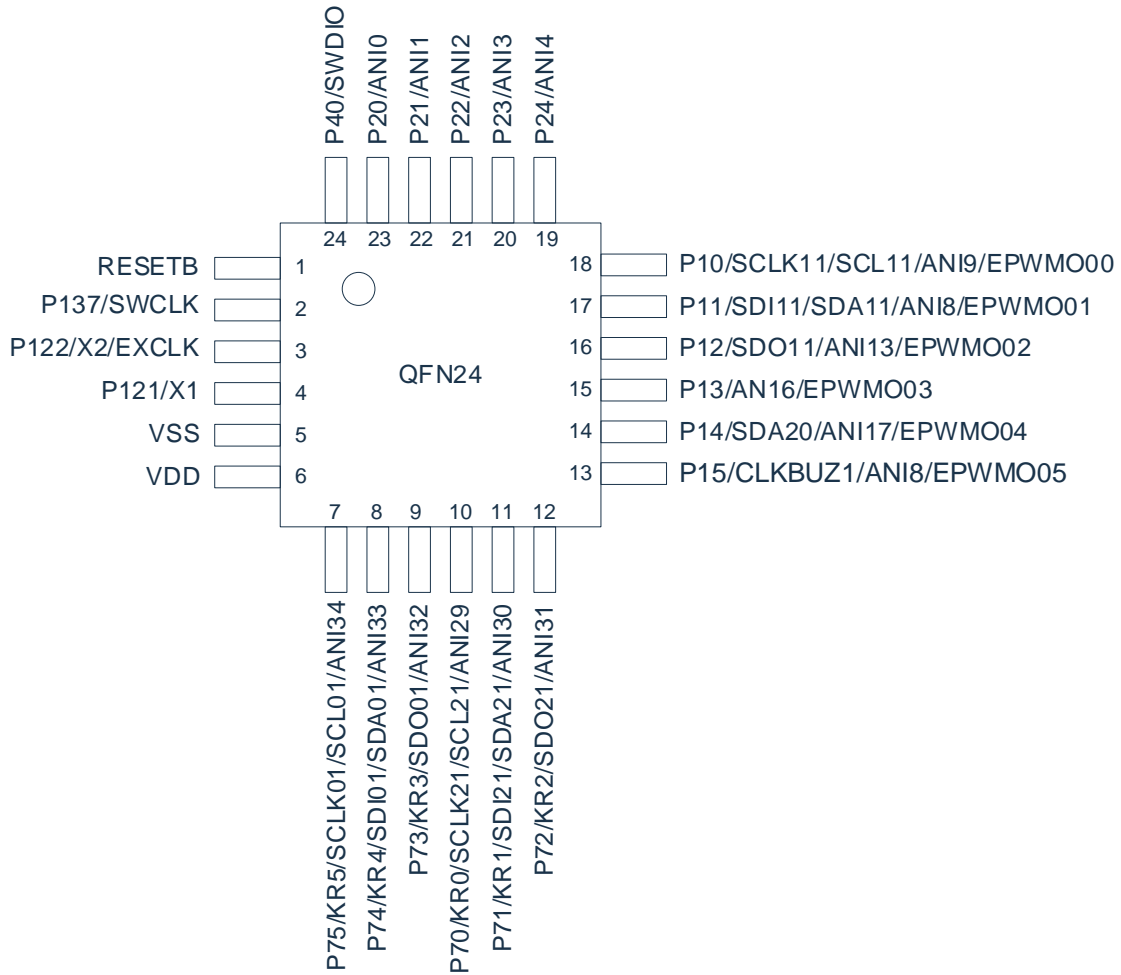 P40/SWDIO
P20/ANI0
P21/ANI1
P22/ANI2
P23/ANI3
P24/ANI4
24
23
22
21
20
19
RESETB
1
P137/SWCLK
2
P122/X2/EXCLK
3
P121/X1
4
VSS
5
VDD
6
QFN24
18
P10/SCLK11/SCL11/ANI9/EPWMO00
17
P11/SDI11/SDA11/ANI8/EPWMO01
16
P12/SDO11/ANI13/EPWMO02
15
P13/AN16/EPWMO03
14
P14/SDA20/ANI17/EPWMO04
13
P15/CLKBUZ1/ANI8/EPWMO05
7
8
9
10
11
12
P75/KR5/SCLK01/SCL01/ANI34
P74/KR4/SDI01/SDA01/ANI33
P73/KR3/SDO01/ANI32
P70/KR0/SCLK21/SCL21/ANI29
P71/KR1/SDI21/SDA21/ANI30
P72/KR2/SDO21/ANI31